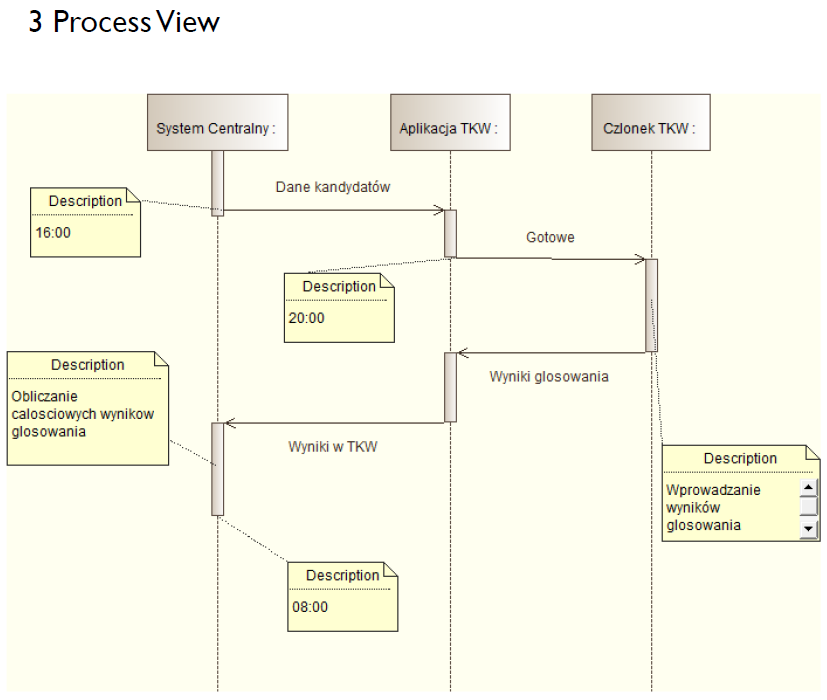 3 Process View
System Centralny :
Aplikacja TKW :
Czlonek TKW :
Dane kandydatów
Description
16:00
Gotowe
Description
20:00
Description
Obliczanie
calosciowych wynikow
glosowania
Wyniki glosowania
Wyniki w TKW
Description
Wprowadzanie
wyników
glosowania
Description
08:00